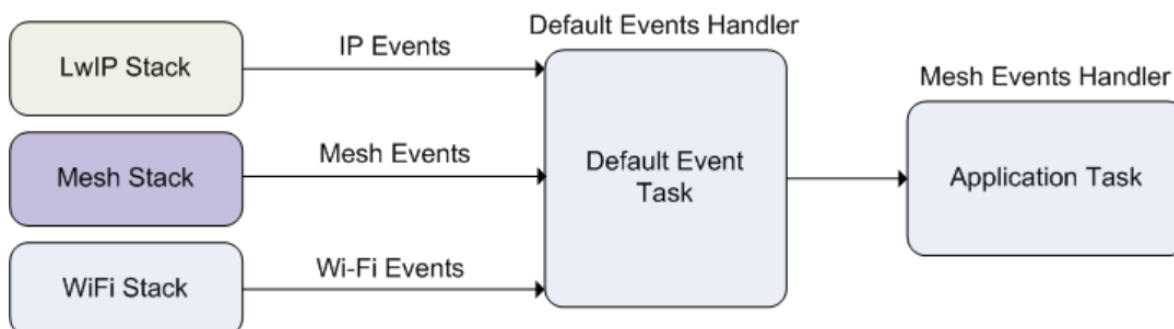 Default Events Handler
LwIP Stack
IP Events
Mesh Events Handler
Mesh Stack
Mesh Events
Default Event
Task
Application Task
WiFi Stack
Wi-Fi Events